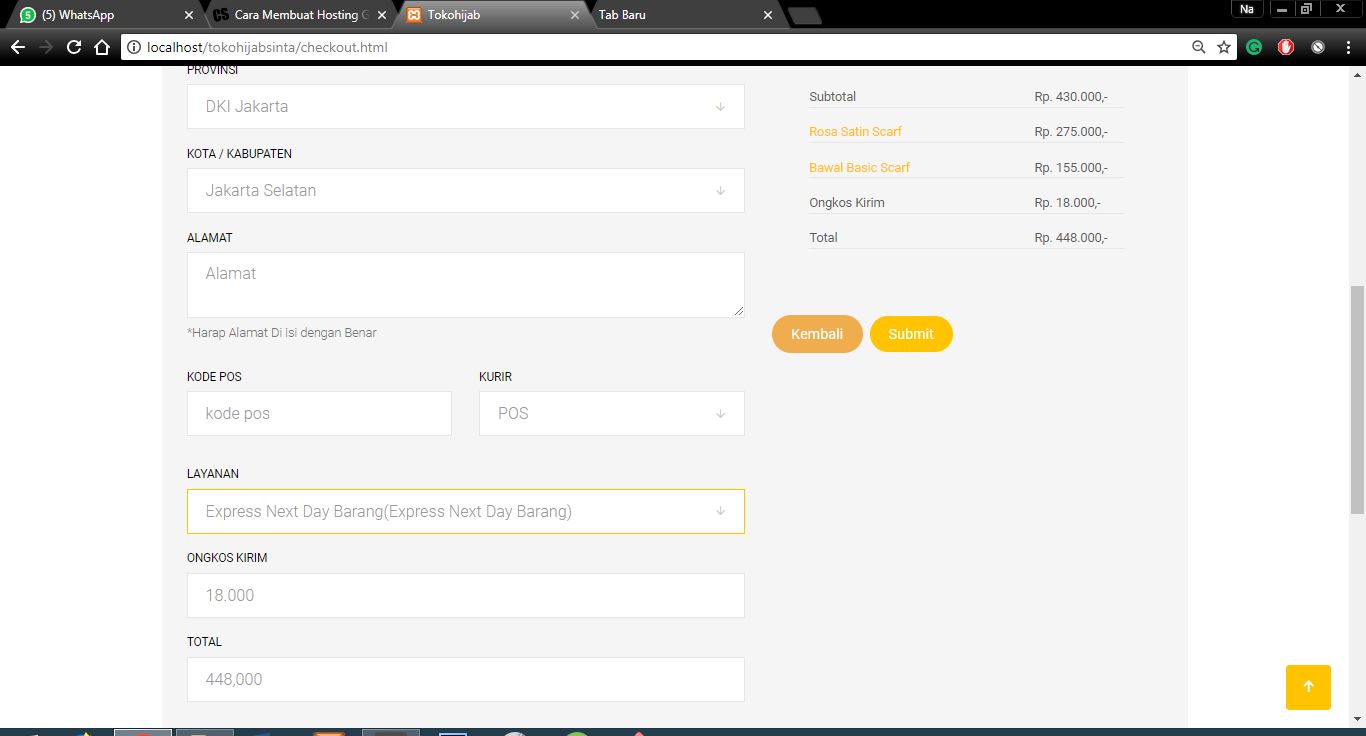 (5) WhatsApp
Cara Membuat Hosting G
Tokohijab
Tab Baru
Na
localhost/tokohijabsinta/checkout.html
PROVINSI
DKI Jakarta
KOTA / KABUPATEN
Jakarta Selatan
ALAMAT
Alamat
*Harap Alamat Di isi dengan Benar
KODE POS
KURIR
kode pos
POS
LAYANAN
Express Next Day Barang(Express Next Day Barang)
ONGKOS KIRIM
18.000
TOTAL
448,000
Subtotal Rp. 430.000,-
Rosa Satin Scarf Rp. 275.000,-
Bawal Basic Scarf Rp. 155.000,-
Ongkos Kirim Rp. 18.000,-
Total Rp. 448.000,-
Kembali
Submit